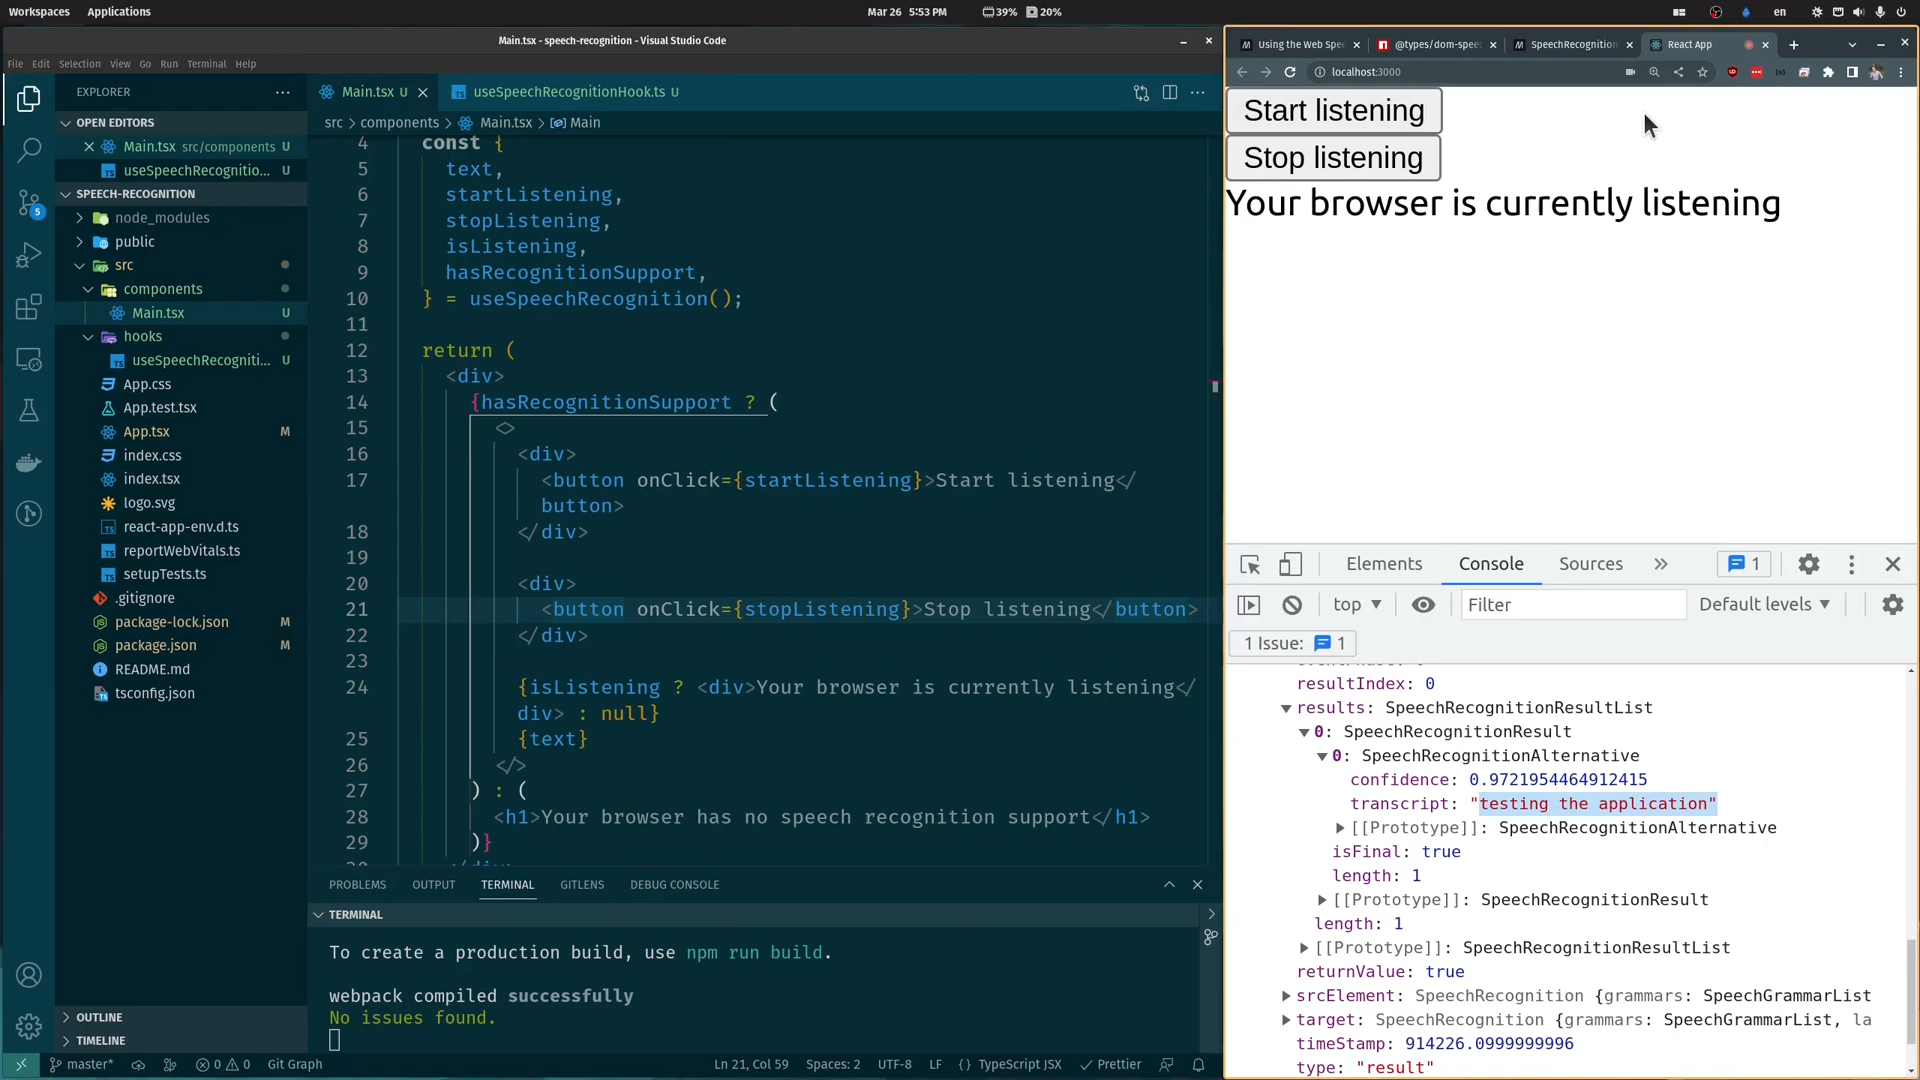 Workspaces Applications Mar 26 5:53 PM 39% 20% en
Main.tsx - speech-recognition - Visual Studio Code
File Edit Selection View Go Run Terminal Help
EXPLORER
OPEN EDITORS
Main.tsx src/components U
useSpeechRecognitio... U
SPEECH-RECOGNITION
node_modules
public
src
components
Main.tsx U
hooks
useSpeechRecogniti... U
App.css
App.test.tsx
App.tsx M
index.css
index.tsx
logo.svg
react-app-env.d.ts
reportWebVitals.ts
setupTests.ts
.gitignore
package-lock.json M
package.json M
README.md
tsconfig.json
OUTLINE
TIMELINE
Main.tsx U useSpeechRecognitionHook.ts U
src > components > Main.tsx > Main
4 const {
5 text,
6 startListening,
7 stopListening,
8 isListening,
9 hasRecognitionSupport,
10 } = useSpeechRecognition();
11
12 return (
13 <div>
14 {hasRecognitionSupport ? (
15 <>
16 <div>
17 <button onClick={startListening}>Start listening</
button>
18 </div>
19
20 <div>
21 <button onClick={stopListening}>Stop listening</button>
22 </div>
23
24 {isListening ? <div>Your browser is currently listening</
div> : null}
25 {text}
26 </>
27 ) : (
28 <h1>Your browser has no speech recognition support</h1>
29 )}
30 </div>
PROBLEMS OUTPUT TERMINAL GITLENS DEBUG CONSOLE
TERMINAL
To create a production build, use npm run build.
webpack compiled successfully
No issues found.
5
master* 0 0 Git Graph Ln 21, Col 59 Spaces: 2 UTF-8 LF {} TypeScript JSX Prettier
Using the Web Spe @types/dom-spee SpeechRecognition React App
localhost:3000
Start listening
Stop listening
Your browser is currently listening
Elements Console Sources 1
top Filter Default levels
1 Issue: 1
resultIndex: 0
results: SpeechRecognitionResultList
0: SpeechRecognitionResult
0: SpeechRecognitionAlternative
confidence: 0.9721954464912415
transcript: "testing the application"
[[Prototype]]: SpeechRecognitionAlternative
isFinal: true
length: 1
[[Prototype]]: SpeechRecognitionResult
length: 1
[[Prototype]]: SpeechRecognitionResultList
returnValue: true
srcElement: SpeechRecognition {grammars: SpeechGrammarList
target: SpeechRecognition {grammars: SpeechGrammarList, la
timeStamp: 914226.0999999996
type: "result"